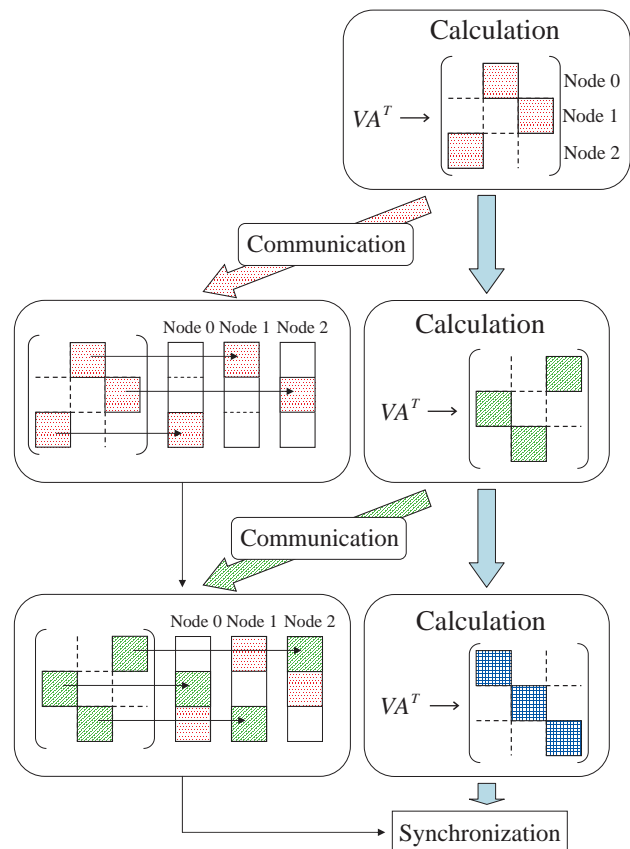 Calculation
VA^T → Node 0
Node 1
Node 2
Communication
Node 0 Node 1 Node 2
Calculation
VA^T →
Communication
Node 0 Node 1 Node 2
Calculation
VA^T →
Synchronization